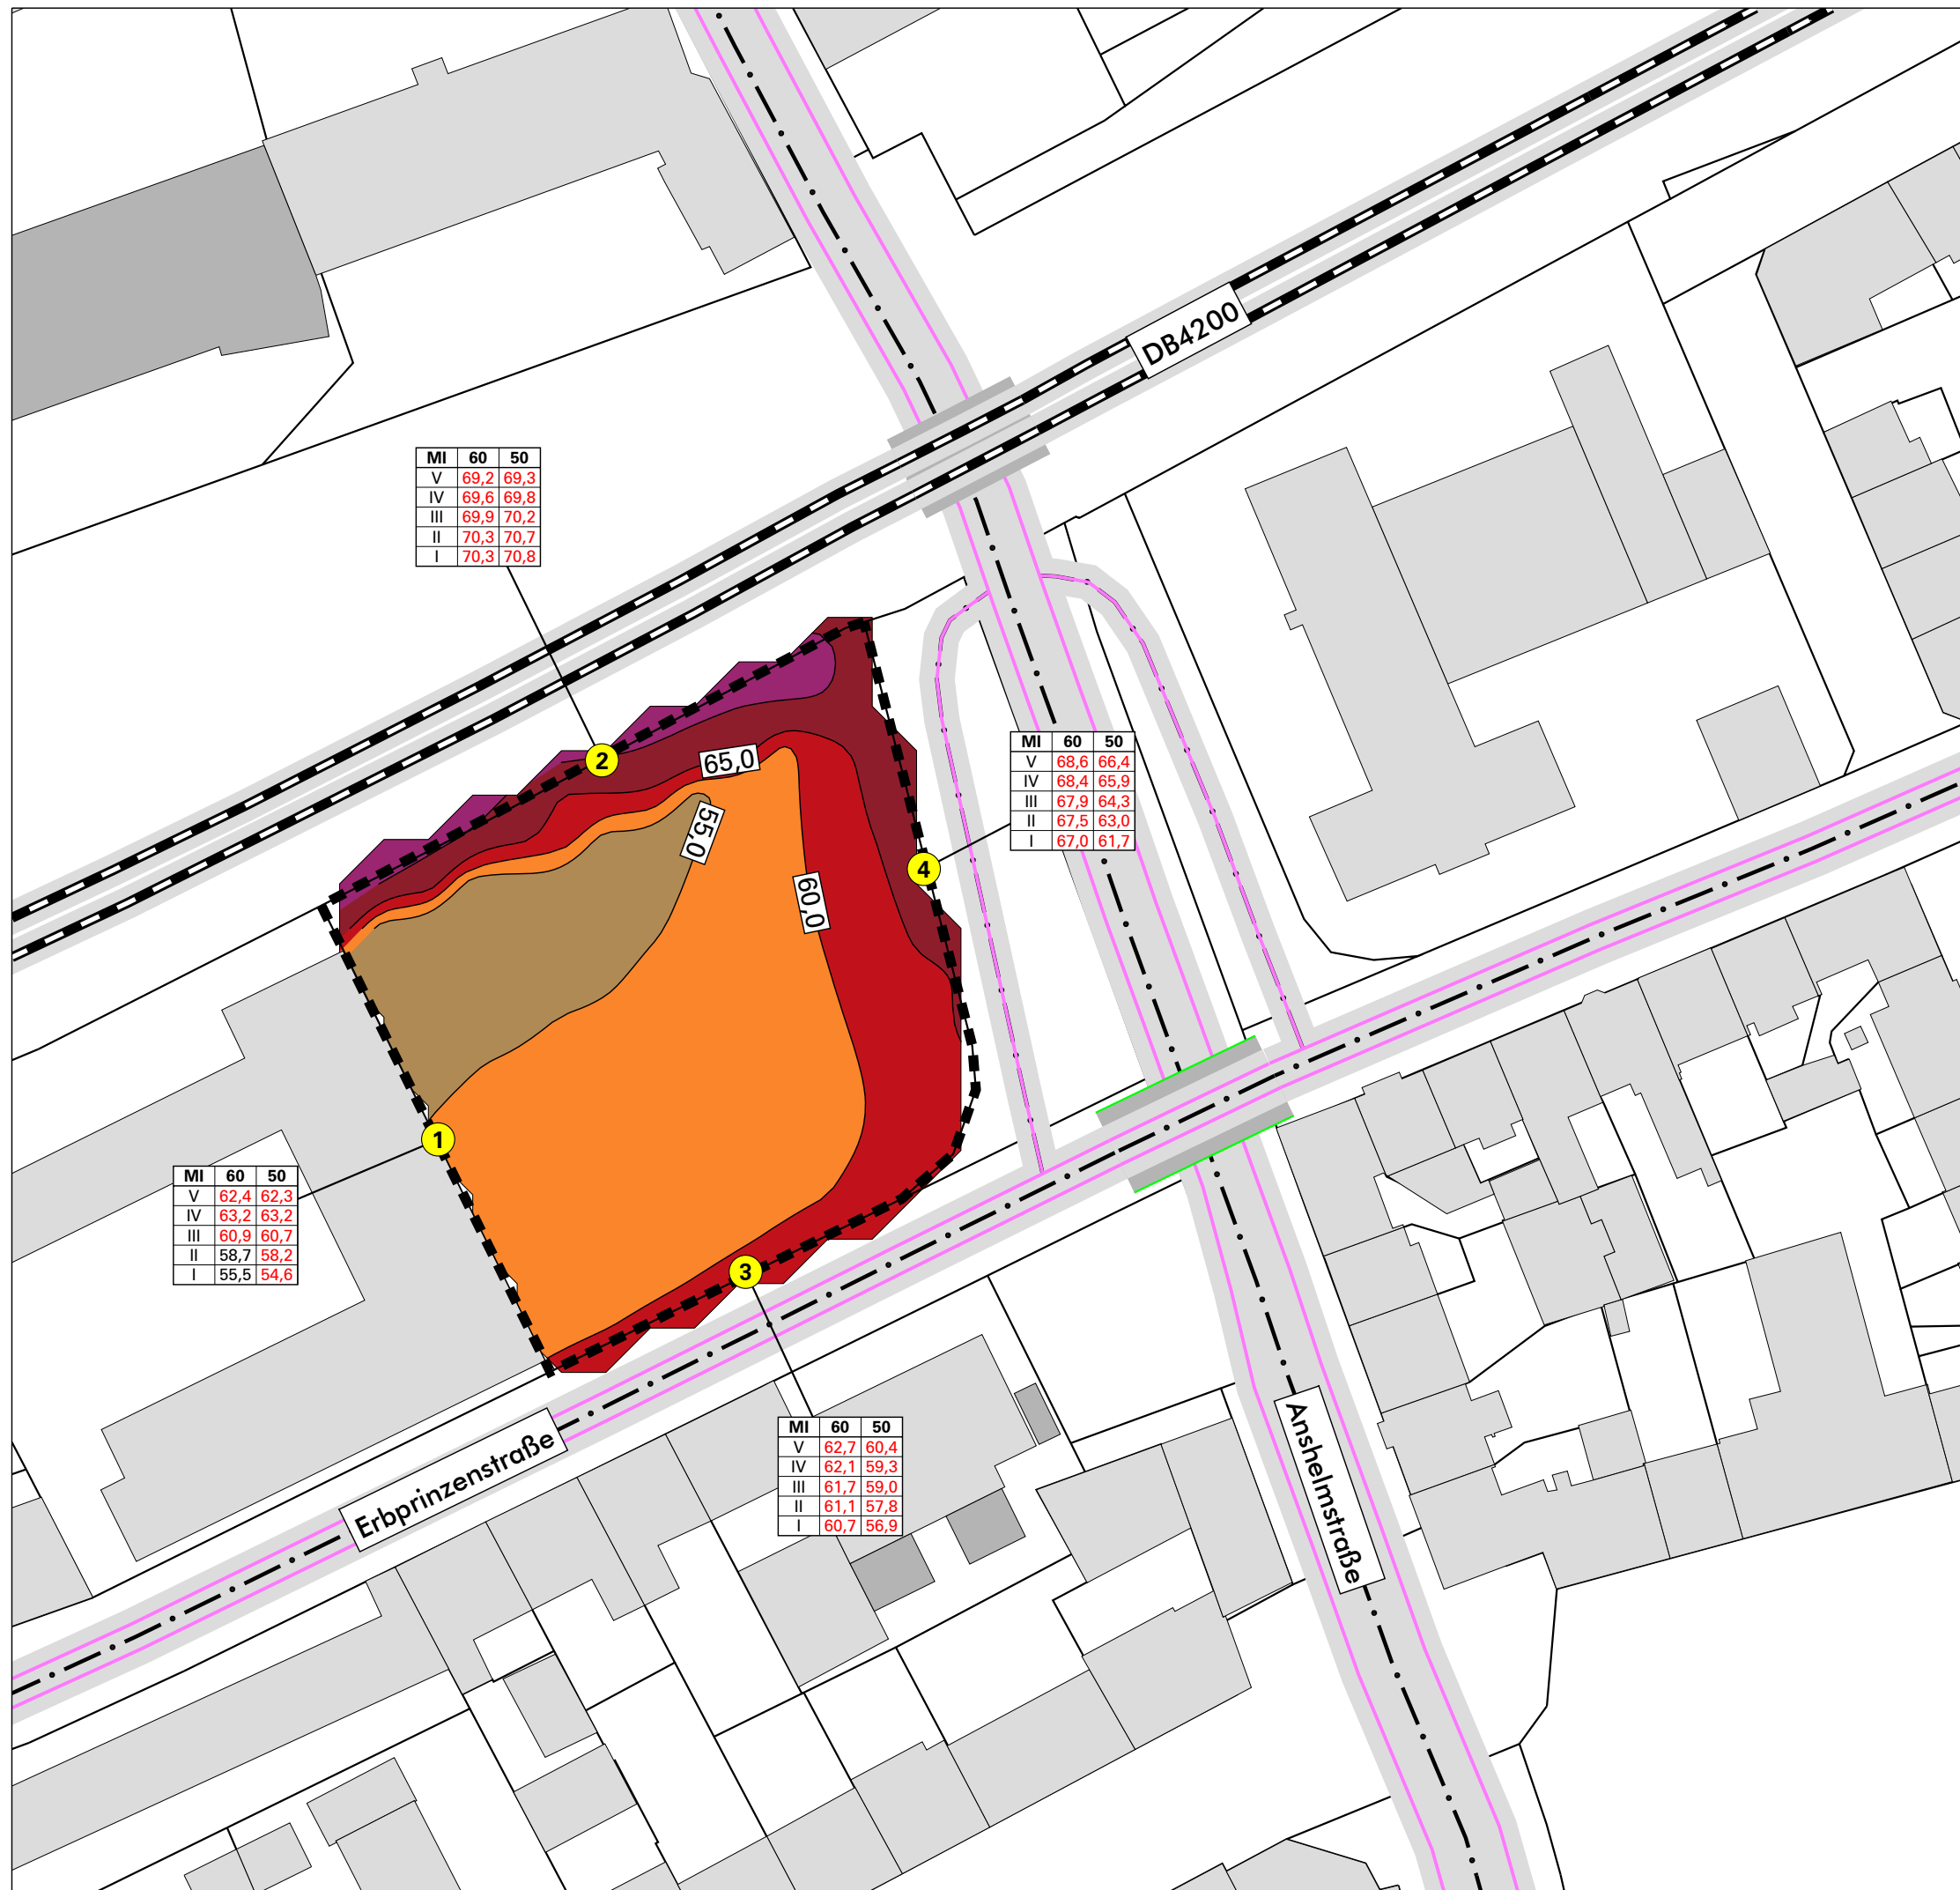 DB4200
MI 60 50
V 69,2 69,3
IV 69,6 69,8
III 69,9 70,2
II 70,3 70,7
I 70,3 70,8
2
65,0
MI 60 50
V 68,6 66,4
IV 68,4 65,9
III 67,9 64,3
II 67,5 63,0
I 67,0 61,7
55,0
4
60,0
1
MI 60 50
V 62,4 62,3
IV 63,2 63,2
III 60,9 60,7
II 58,7 58,2
I 55,5 54,6
3
MI 60 50
V 62,7 60,4
IV 62,1 59,3
III 61,7 59,0
II 61,1 57,8
I 60,7 56,9
Erbprinzenstraße
Anshelmstraße